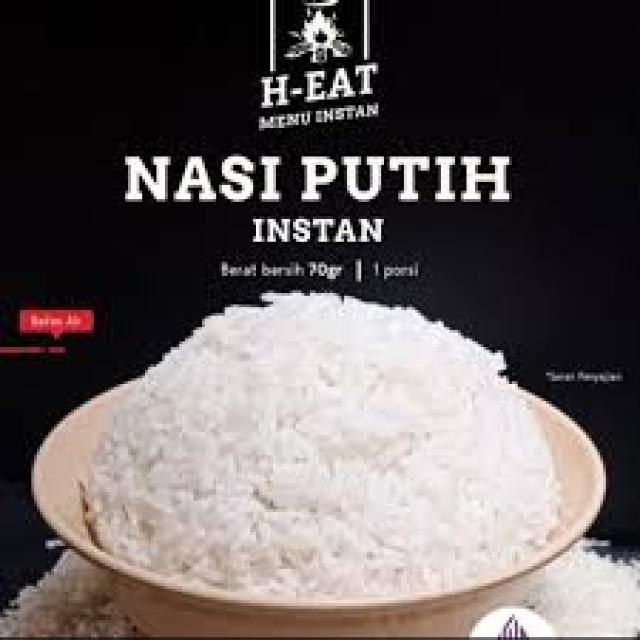 H-EAT
MENU INSTAN
NASI PUTIH
INSTAN
Berat bersih 70gr | 1 porsi
Batas Air
*Saran Penyajian